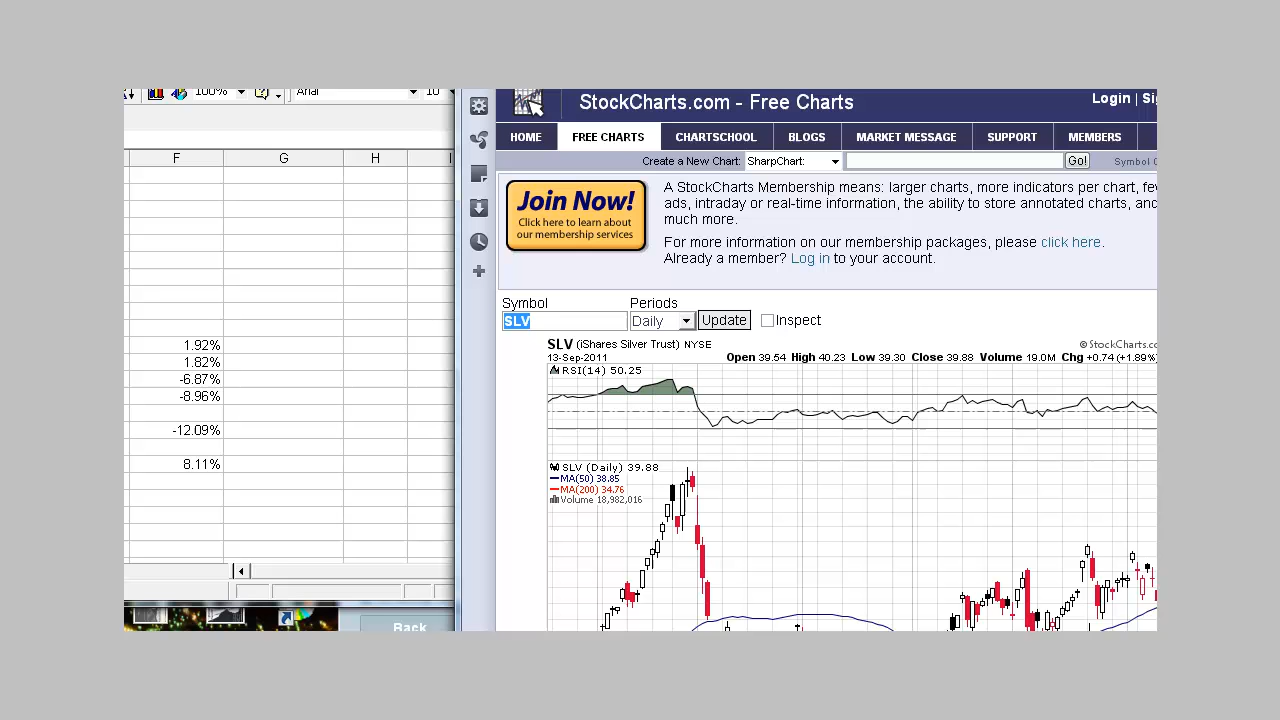 100%
Arial
10
F
G
H
I
1.92%
1.82%
-6.87%
-8.96%
-12.09%
8.11%
Back
StockCharts.com - Free Charts
Login |
HOME
FREE CHARTS
CHARTSCHOOL
BLOGS
MARKET MESSAGE
SUPPORT
MEMBERS
Create a New Chart:
SharpChart:
Go!
Symbol
Join Now!
Click here to learn about
our membership services
A StockCharts Membership means: larger charts, more indicators per chart,
ads, intraday or real-time information, the ability to store annotated charts,
much more.
For more information on our membership packages, please click here.
Already a member? Log in to your account.
Symbol
Periods
SLV
Daily
Update
Inspect
SLV (iShares Silver Trust) NYSE
© StockCharts.co
13-Sep-2011
Open 39.54 High 40.23 Low 39.30 Close 39.88 Volume 19.0M Chg +0.74 (+1.89%
RSI(14) 50.25
SLV (Daily) 39.88
MA(50) 38.85
MA(200) 34.76
Volume 18,982,016